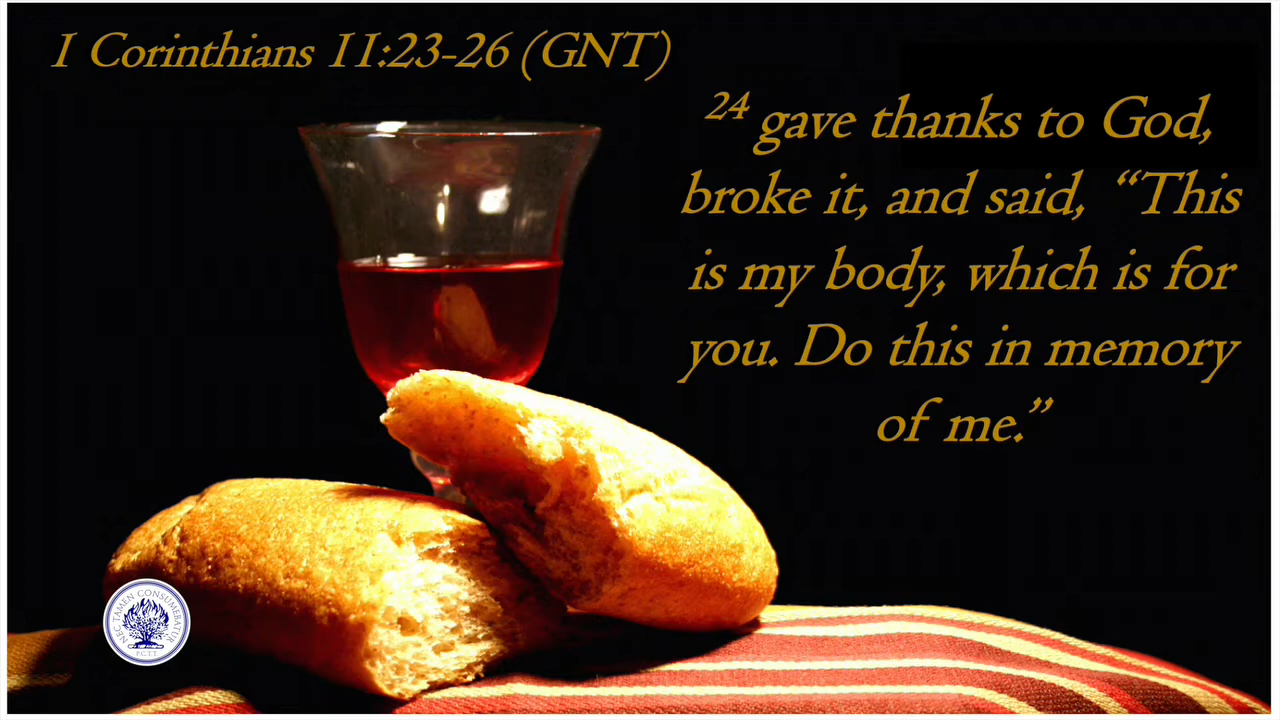 1 Corinthians 11:23-26 (GNT)
24 gave thanks to God,
broke it, and said, “This
is my body, which is for
you. Do this in memory
of me.”
NEC TAMEN CONSUMEBATUR
P.C.T.T.